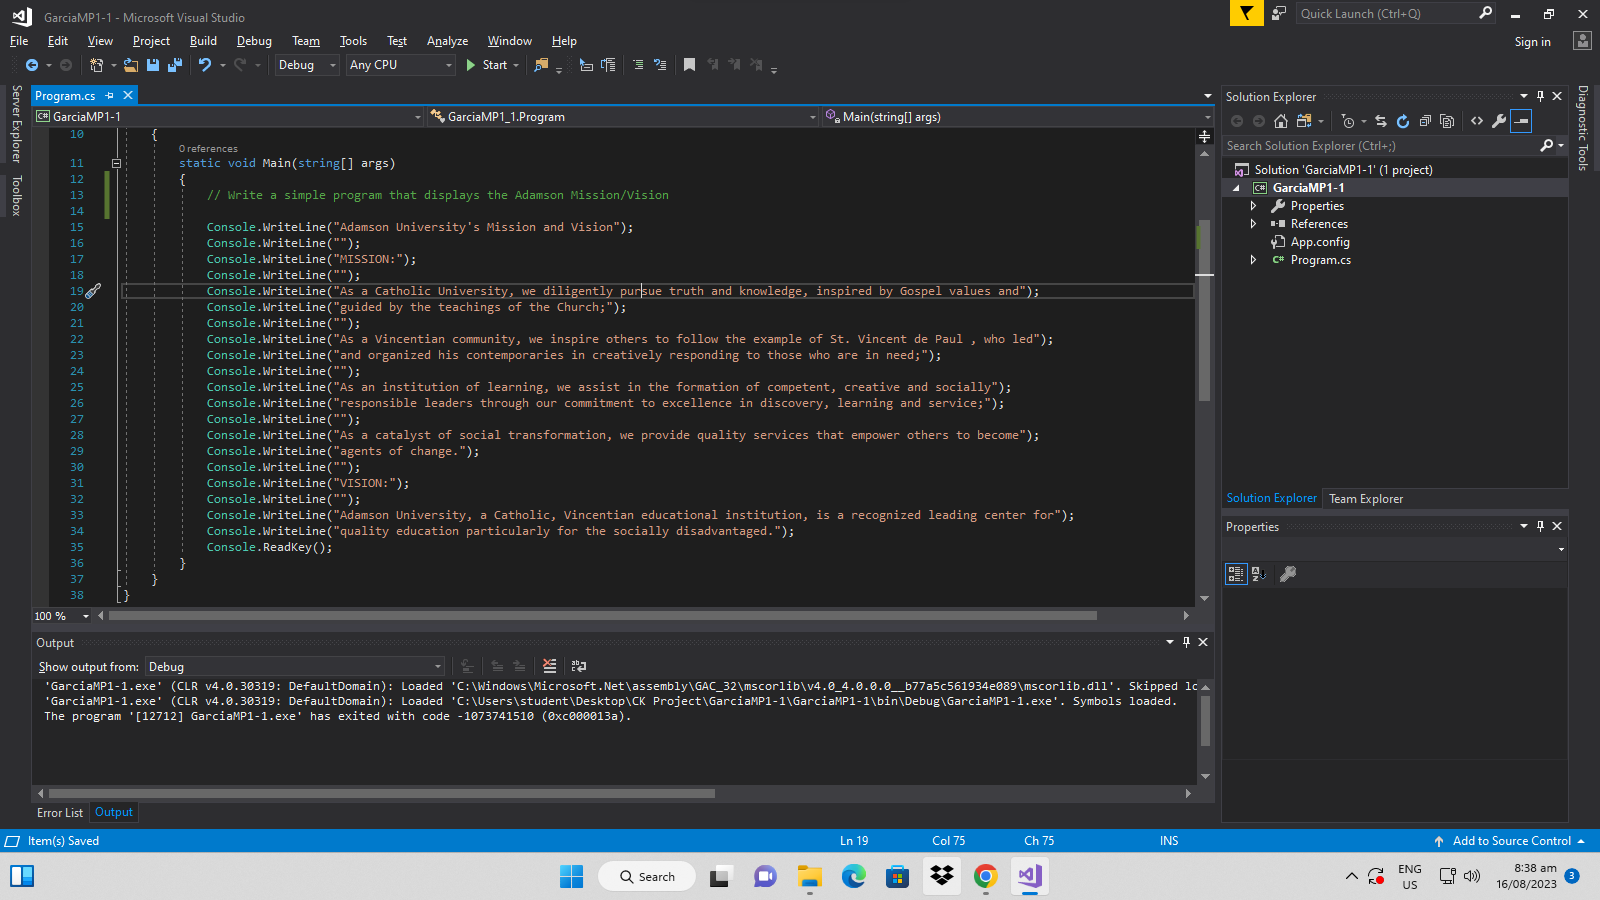 GarciaMP1-1 - Microsoft Visual Studio
Quick Launch (Ctrl+Q)
File Edit View Project Build Debug Team Tools Test Analyze Window Help
Sign in
Debug Any CPU Start
Server Explorer
Toolbox
Program.cs
GarciaMP1-1 GarciaMP1_1.Program Main(string[] args)
10 {
0 references
11 static void Main(string[] args)
12 {
13 // Write a simple program that displays the Adamson Mission/Vision
14
15 Console.WriteLine("Adamson University's Mission and Vision");
16 Console.WriteLine("");
17 Console.WriteLine("MISSION:");
18 Console.WriteLine("");
19 Console.WriteLine("As a Catholic University, we diligently pursue truth and knowledge, inspired by Gospel values and");
20 Console.WriteLine("guided by the teachings of the Church;");
21 Console.WriteLine("");
22 Console.WriteLine("As a Vincentian community, we inspire others to follow the example of St. Vincent de Paul , who led");
23 Console.WriteLine("and organized his contemporaries in creatively responding to those who are in need;");
24 Console.WriteLine("");
25 Console.WriteLine("As an institution of learning, we assist in the formation of competent, creative and socially");
26 Console.WriteLine("responsible leaders through our commitment to excellence in discovery, learning and service;");
27 Console.WriteLine("");
28 Console.WriteLine("As a catalyst of social transformation, we provide quality services that empower others to become");
29 Console.WriteLine("agents of change.");
30 Console.WriteLine("");
31 Console.WriteLine("VISION:");
32 Console.WriteLine("");
33 Console.WriteLine("Adamson University, a Catholic, Vincentian educational institution, is a recognized leading center for");
34 Console.WriteLine("quality education particularly for the socially disadvantaged.");
35 Console.ReadKey();
36 }
37 }
38 }
100 %
Output
Show output from: Debug
'GarciaMP1-1.exe' (CLR v4.0.30319: DefaultDomain): Loaded 'C:\Windows\Microsoft.Net\assembly\GAC_32\mscorlib\v4.0_4.0.0.0__b77a5c561934e089\mscorlib.dll'. Skipped lo
'GarciaMP1-1.exe' (CLR v4.0.30319: DefaultDomain): Loaded 'C:\Users\student\Desktop\CK Project\GarciaMP1-1\GarciaMP1-1\bin\Debug\GarciaMP1-1.exe'. Symbols loaded.
The program '[12712] GarciaMP1-1.exe' has exited with code -1073741510 (0xc000013a).
Error List Output
Solution Explorer
Search Solution Explorer (Ctrl+;)
Solution 'GarciaMP1-1' (1 project)
GarciaMP1-1
Properties
References
App.config
C# Program.cs
Solution Explorer Team Explorer
Properties
Diagnostic Tools
Item(s) Saved Ln 19 Col 75 Ch 75 INS Add to Source Control
Search
ENG
US
8:38 am
16/08/2023
3